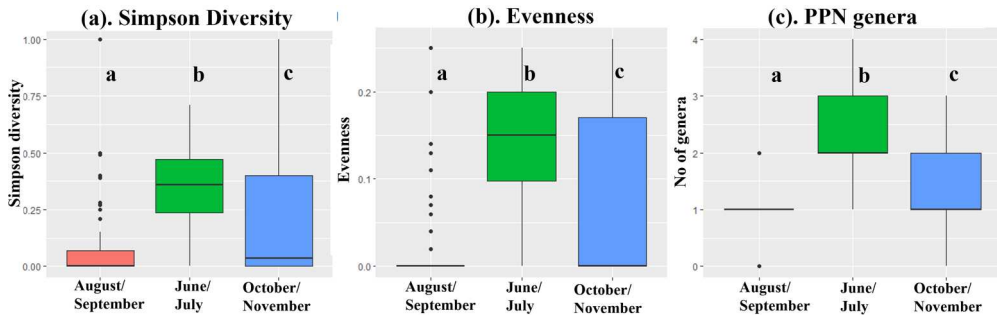 (a). Simpson Diversity
Simpson diversity
1.00
0.75
0.50
0.25
0.00
a
b
c
August/
September
June/
July
October/
November
(b). Evenness
Evenness
0.2
0.1
0.0
a
b
c
August/
September
June/
July
October/
November
(c). PPN genera
No of genera
4
3
2
1
0
a
b
c
August/
September
June/
July
October/
November